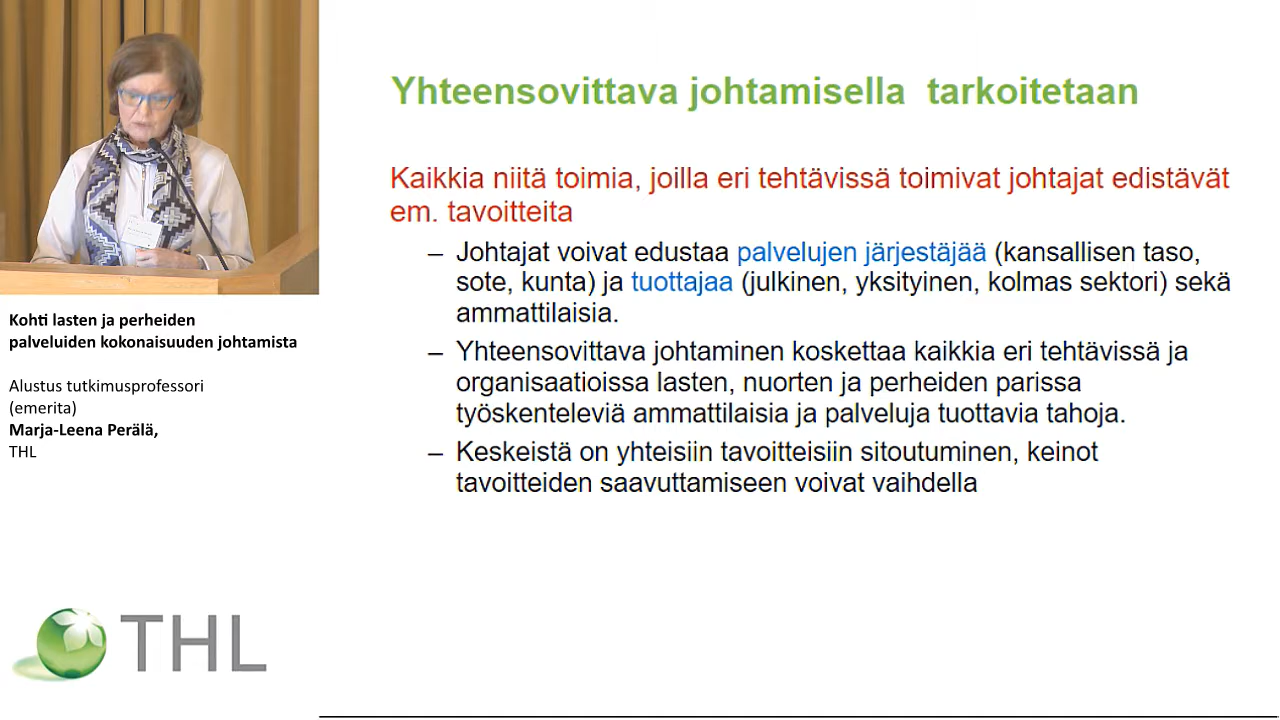 Yhteensovittava johtamisella tarkoitetaan
Kaikkia niitä toimia, joilla eri tehtävissä toimivat johtajat edistävät
em. tavoitteita
– Johtajat voivat edustaa palvelujen järjestäjää (kansallisen taso,
sote, kunta) ja tuottajaa (julkinen, yksityinen, kolmas sektori) sekä
ammattilaisia.
– Yhteensovittava johtaminen koskettaa kaikkia eri tehtävissä ja
organisaatioissa lasten, nuorten ja perheiden parissa
työskenteleviä ammattilaisia ja palveluja tuottavia tahoja.
– Keskeistä on yhteisiin tavoitteisiin sitoutuminen, keinot
tavoitteiden saavuttamiseen voivat vaihdella
Kohti lasten ja perheiden
palveluiden kokonaisuuden johtamista
Alustus tutkimusprofessori
(emerita)
Marja-Leena Perälä,
THL
THL